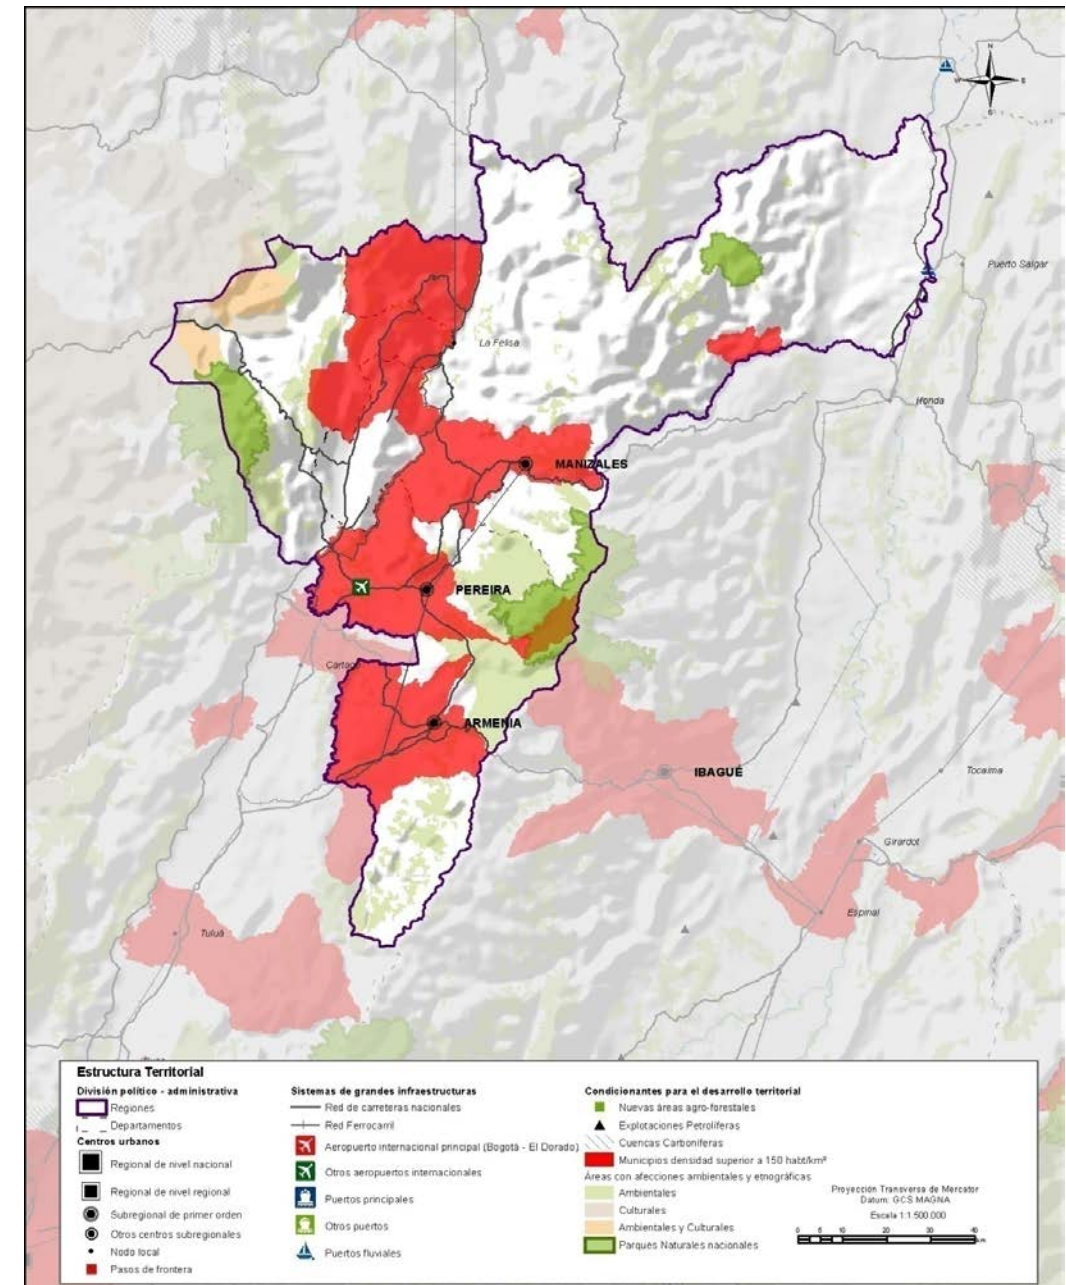 N
W
E
S
Puerto Salgar
La Felisa
Honda
MANIZALES
PEREIRA
Cartago
ARMENIA
IBAGUÉ
Tocaima
Girardot
Espinal
Tuluá
Estructura Territorial
División político - administrativa
Regiones
Departamentos
Centros urbanos
Regional de nivel nacional
Regional de nivel regional
Subregional de primer orden
Otros centros subregionales
Nodo local
Pasos de frontera
Sistemas de grandes infraestructuras
Red de carreteras nacionales
Red Ferrocarril
Aeropuerto internacional principal (Bogotá - El Dorado)
Otros aeropuertos internacionales
Puertos principales
Otros puertos
Puertos fluviales
Condicionantes para el desarrollo territorial
Nuevas áreas agro-forestales
Explotaciones Petrolíferas
Cuencas Carboníferas
Municipios densidad superior a 150 habt/km²
Áreas con afecciones ambientales y etnográficas
Ambientales
Culturales
Ambientales y Culturales
Parques Naturales nacionales
Proyección Transversa de Mercator
Datum: GCS MAGNA
Escala 1:1 500 000
0 5 10 20 30 40
km